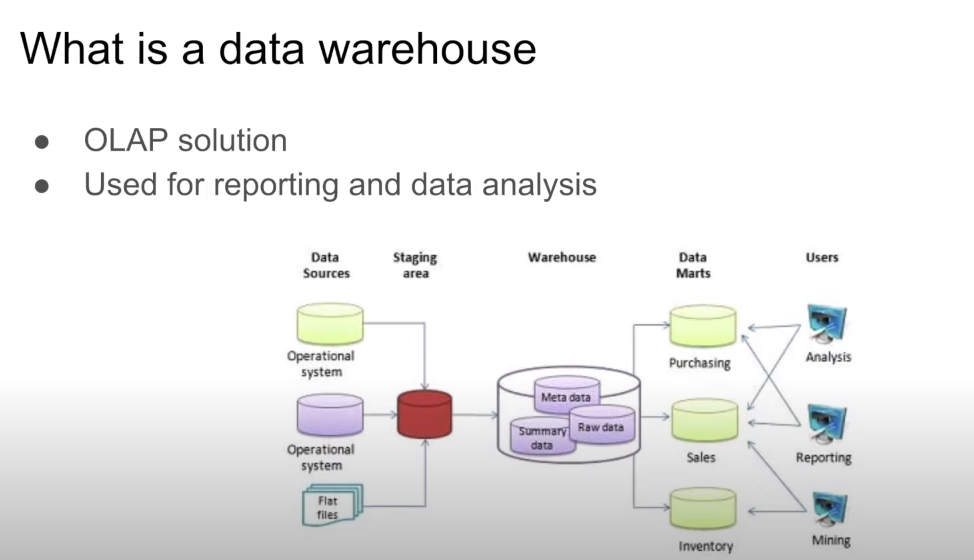 What is a data warehouse
● OLAP solution
● Used for reporting and data analysis
Data
Sources
Staging
area
Warehouse
Data
Marts
Users
Operational
system
Operational
system
Flat
files
Meta data
Summary
data
Raw data
Purchasing
Sales
Inventory
Analysis
Reporting
Mining